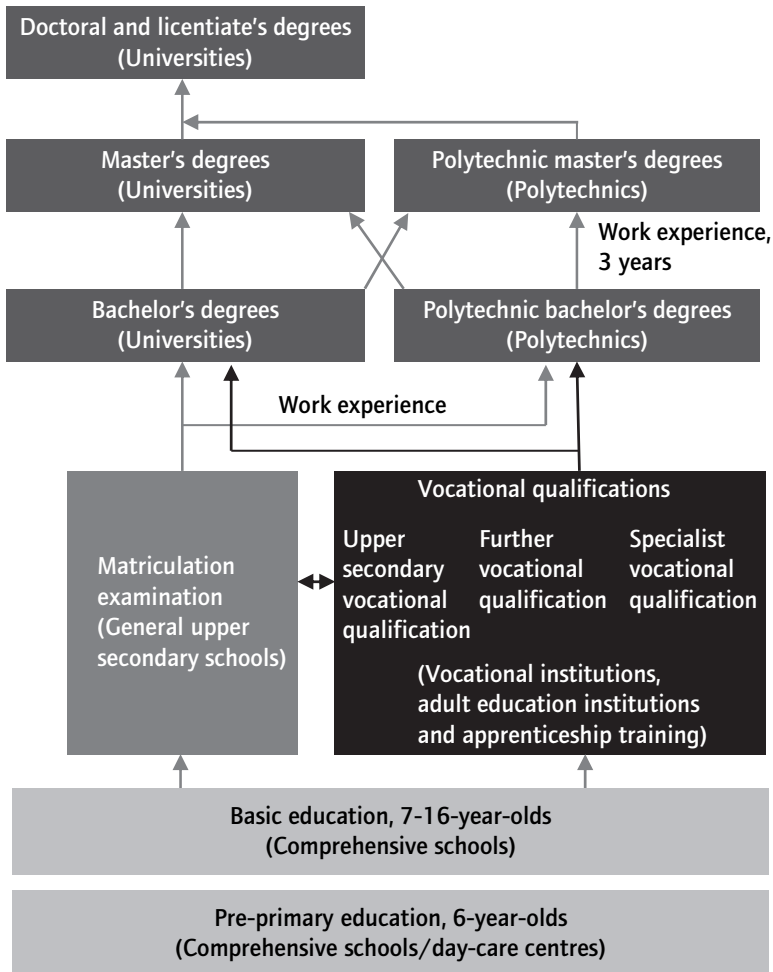 Doctoral and licentiate's degrees
(Universities)
Master's degrees
(Universities)
Polytechnic master's degrees
(Polytechnics)
Work experience,
3 years
Bachelor's degrees
(Universities)
Polytechnic bachelor's degrees
(Polytechnics)
Work experience
Matriculation
examination
(General upper
secondary schools)
Vocational qualifications
Upper
secondary
vocational
qualification
Further
vocational
qualification
Specialist
vocational
qualification
(Vocational institutions,
adult education institutions
and apprenticeship training)
Basic education, 7-16-year-olds
(Comprehensive schools)
Pre-primary education, 6-year-olds
(Comprehensive schools/day-care centres)